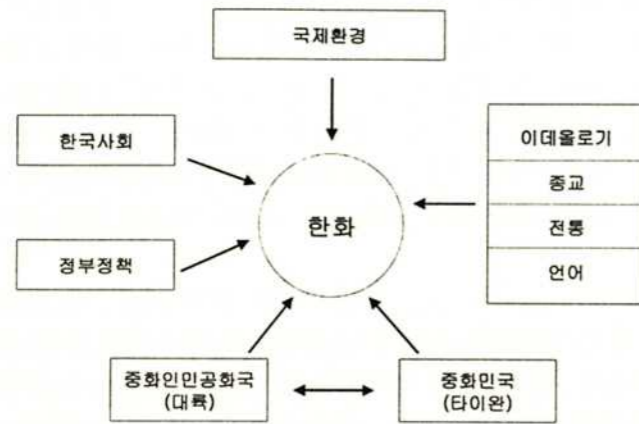 국제환경
한국사회
이데올로기
종교
전통
언어
한화
정부정책
중화인민공화국
(대륙)
중화민국
(타이완)